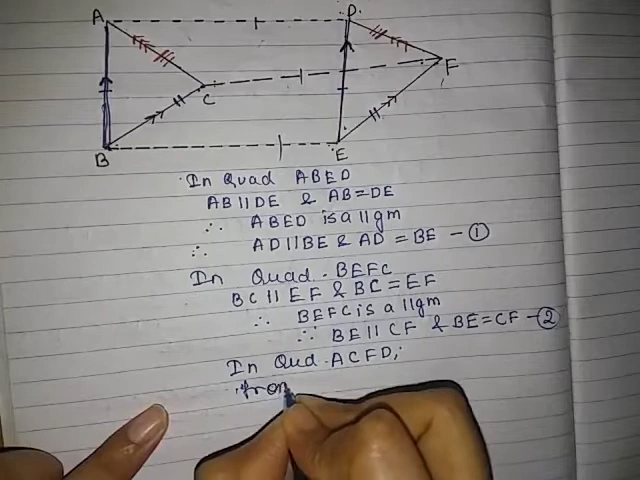 A
D
C
F
B
E
In Quad ABED
AB||DE & AB=DE
∴ ABED is a ||gm
∴ AD||BE & AD = BE - ①
In Quad. BEFC
BC || EF & BC = EF
∴ BEFC is a ||gm
∴ BE||CF & BE=CF - ②
In Qud. ACFD,
from